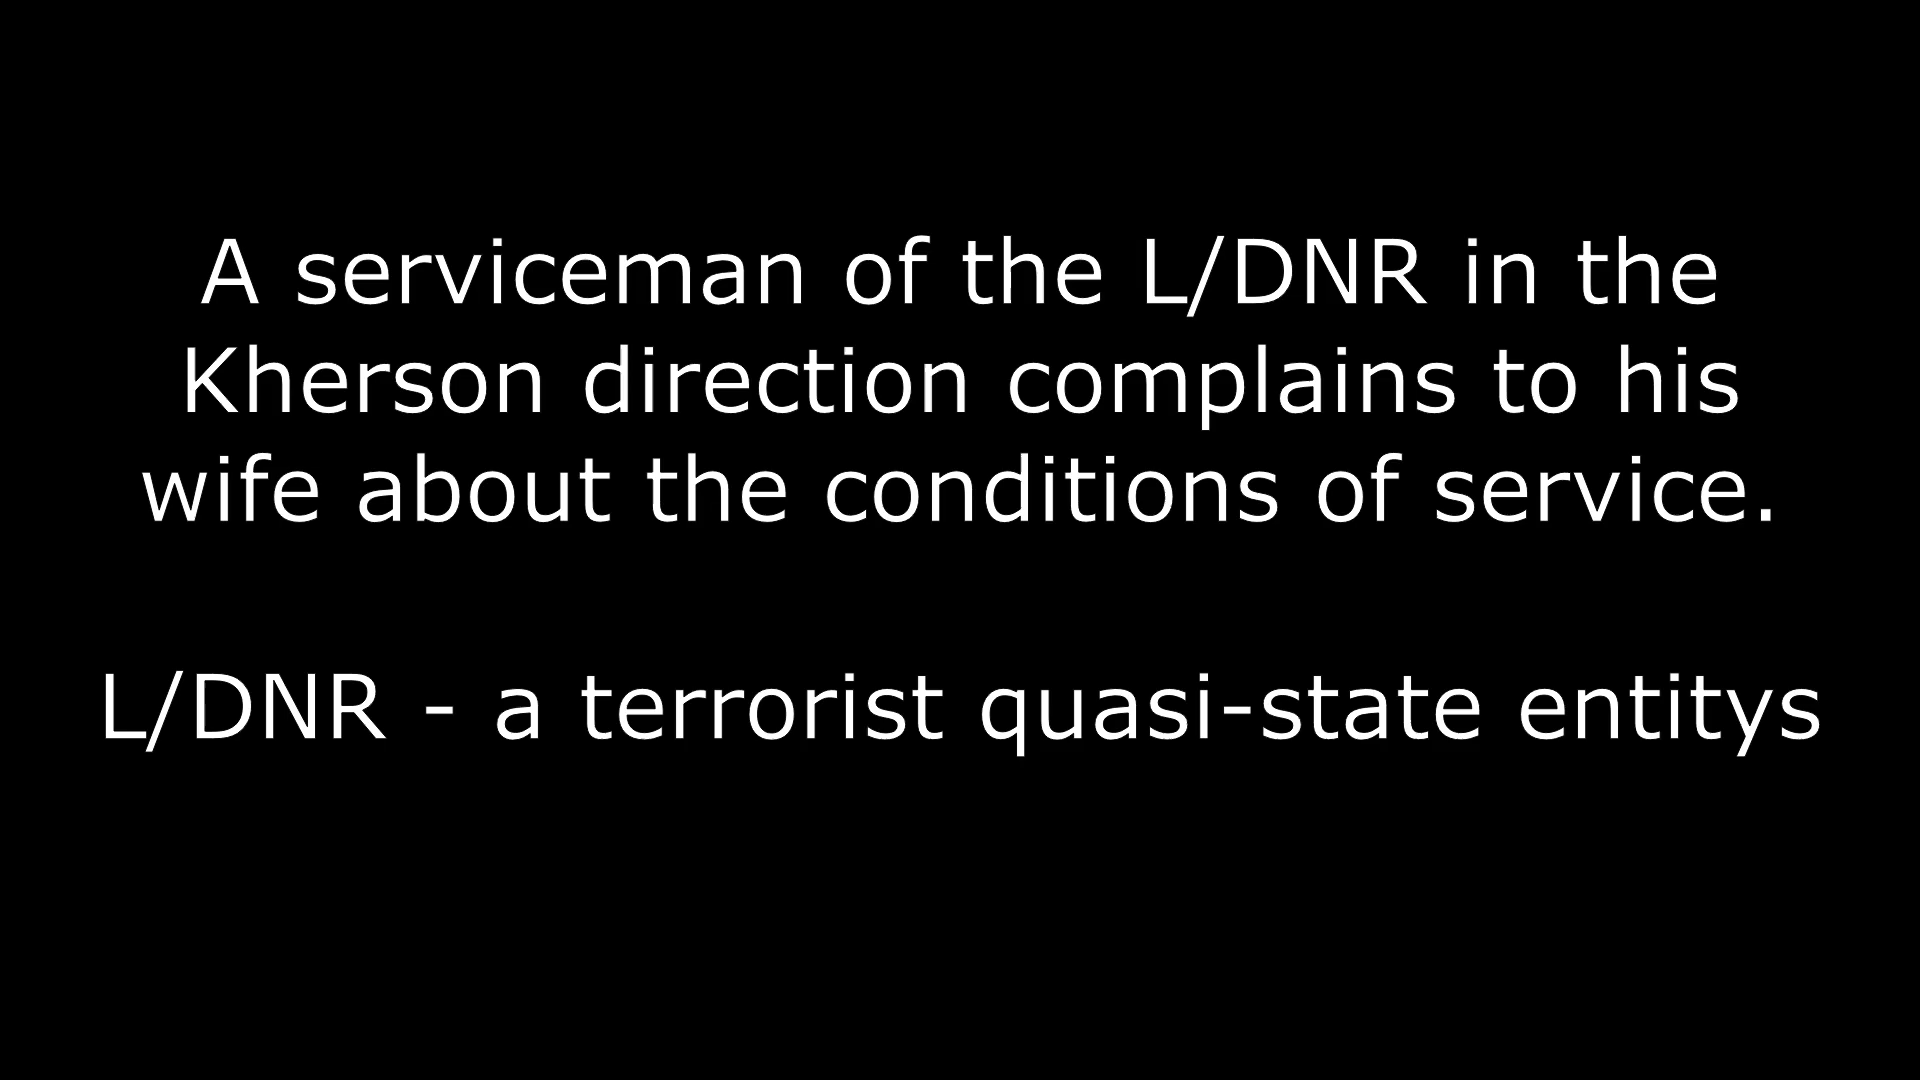 A serviceman of the L/DNR in the
Kherson direction complains to his
wife about the conditions of service.
L/DNR - a terrorist quasi-state entitys